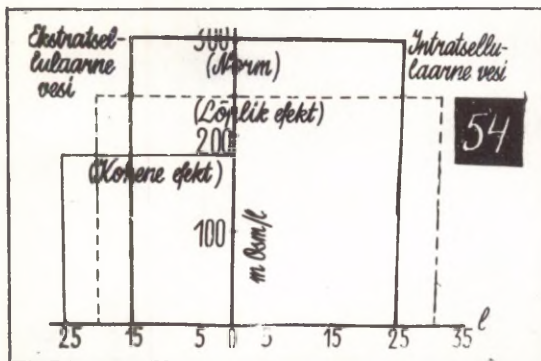 Ekstratsel-
lulaarne
vesi
300
(Norm)
Intratsellu-
laarne vesi
(Lõplik efekt)
200
54
(Kohene efekt)
100
m Osm/l
25 15 5 0 5 15 25 35 l